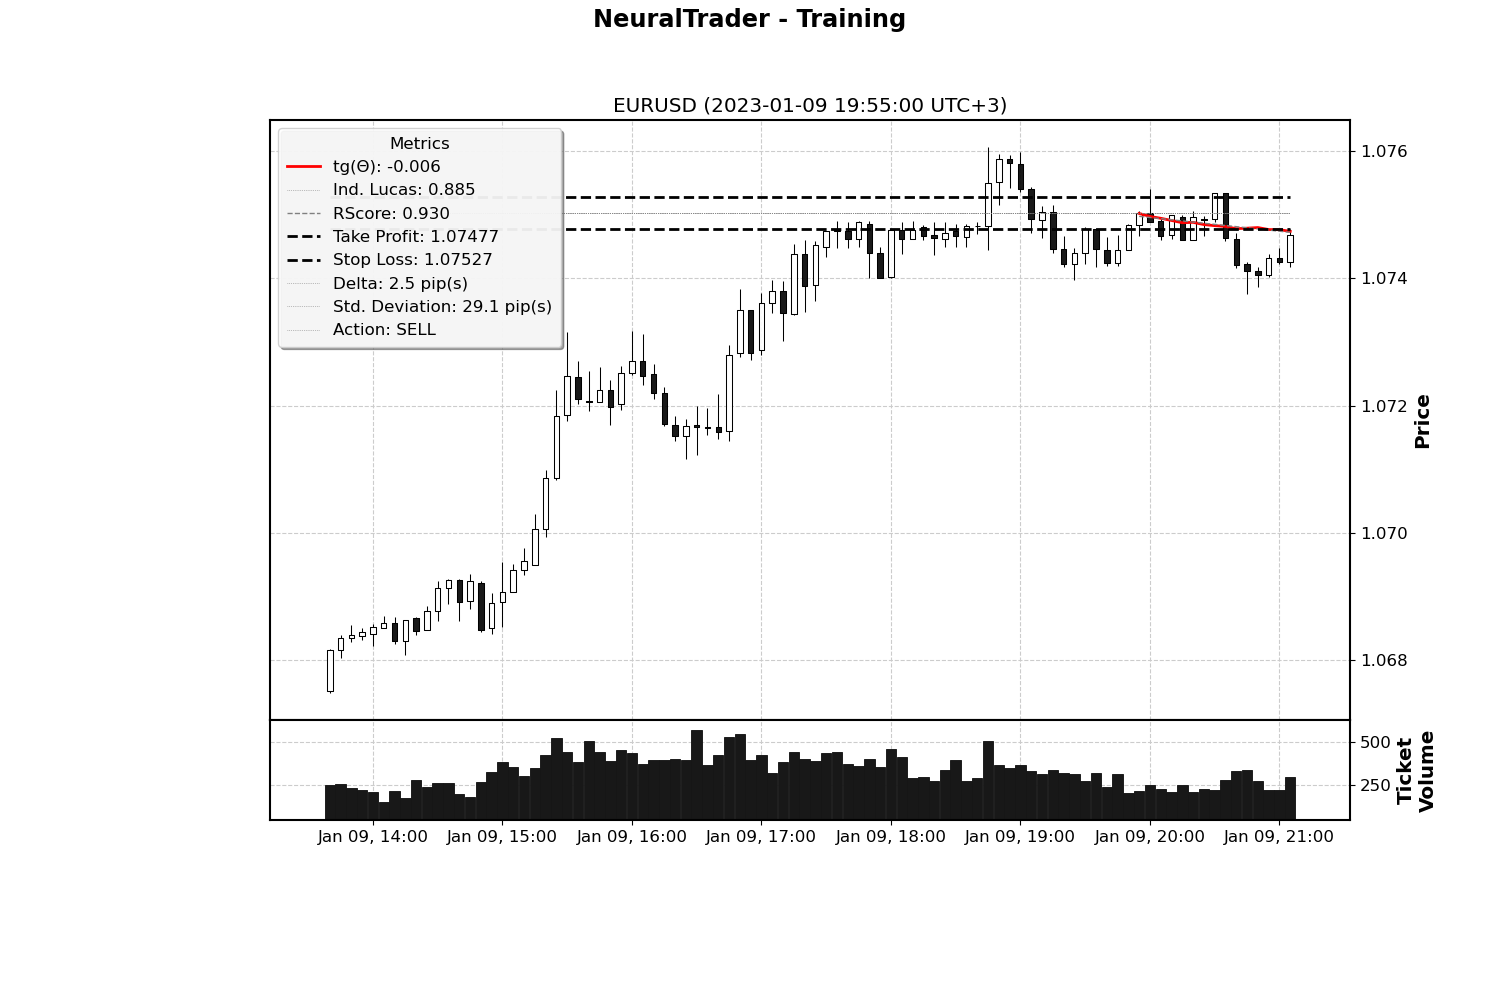 NeuralTrader - Training
EURUSD (2023-01-09 19:55:00 UTC+3)
Metrics
tg(Θ): -0.006
Ind. Lucas: 0.885
RScore: 0.930
Take Profit: 1.07477
Stop Loss: 1.07527
Delta: 2.5 pip(s)
Std. Deviation: 29.1 pip(s)
Action: SELL
1.076
1.074
1.072
1.070
1.068
Price
500
250
Ticket
Volume
Jan 09, 14:00
Jan 09, 15:00
Jan 09, 16:00
Jan 09, 17:00
Jan 09, 18:00
Jan 09, 19:00
Jan 09, 20:00
Jan 09, 21:00